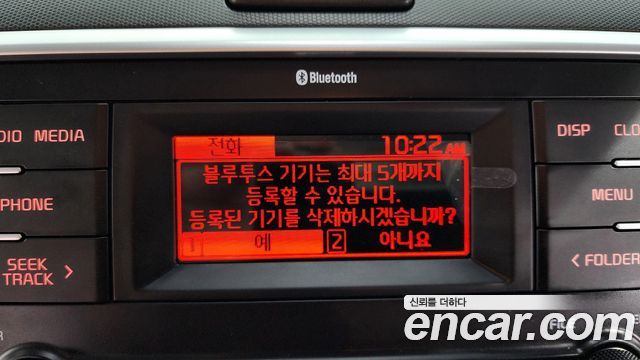 Bluetooth
DIO MEDIA
DISP CLO
전화 10:22 AM
블루투스 기기는 최대 5개까지
등록할 수 있습니다.
등록된 기기를 삭제하시겠습니까?
1 예 2 아니요
PHONE
MENU
SEEK
TRACK >
< FOLDER
신뢰를 더하다
encar.com